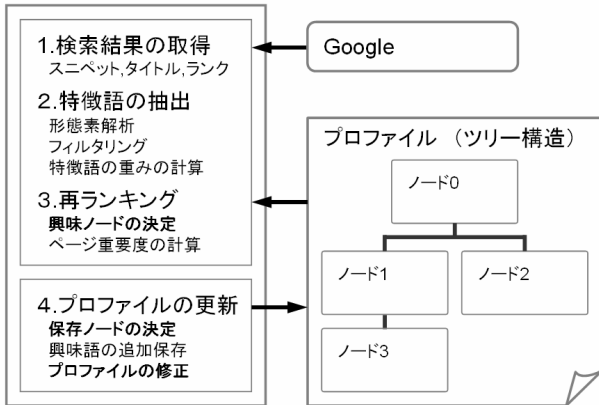 1.検索結果の取得
スニペット,タイトル,ランク
2.特徴語の抽出
形態素解析
フィルタリング
特徴語の重みの計算
3.再ランキング
興味ノードの決定
ページ重要度の計算
4.プロファイルの更新
保存ノードの決定
興味語の追加保存
プロファイルの修正
Google
プロファイル (ツリー構造)
ノード0
ノード1
ノード2
ノード3